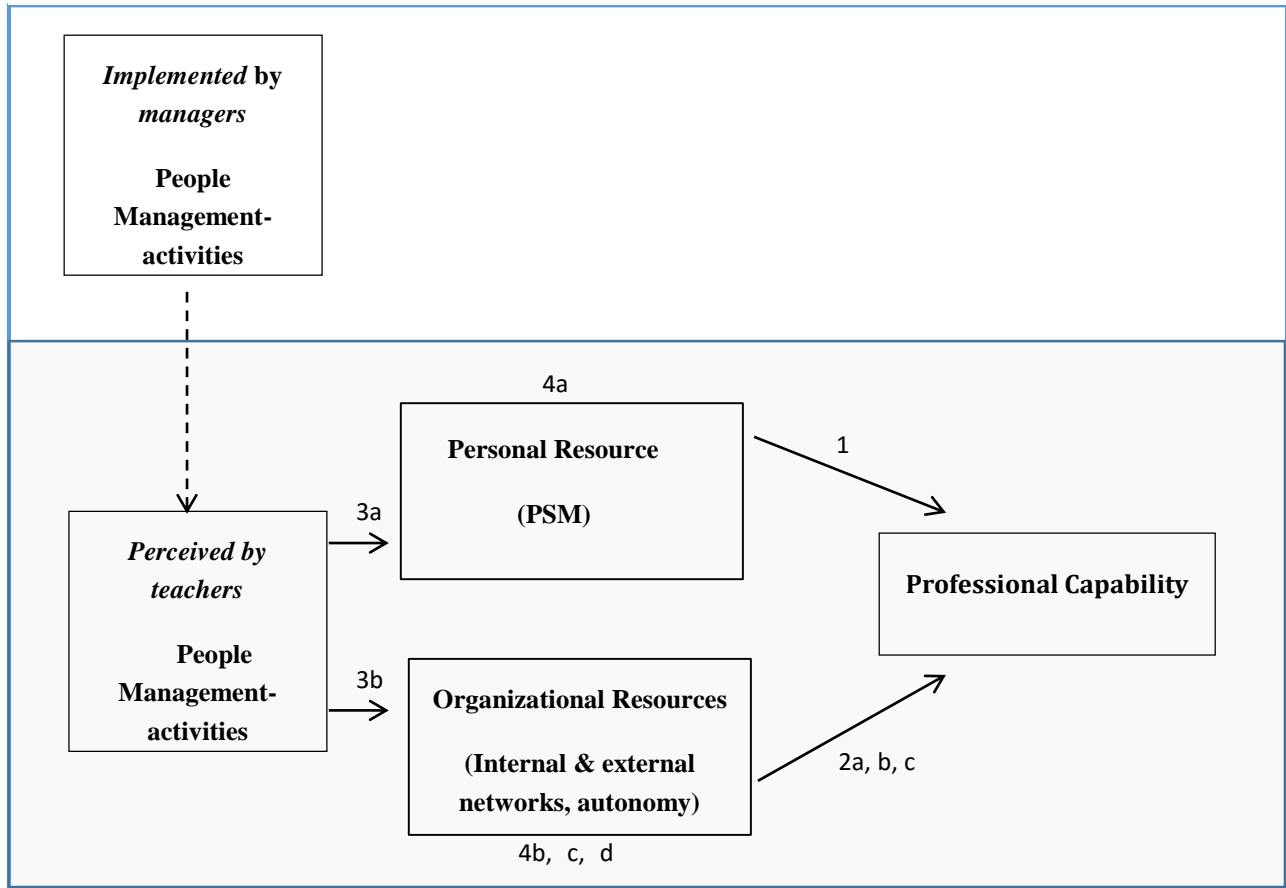 Implemented by
managers
People
Management-
activities
4a
Personal Resource
(PSM)
1
3a
Perceived by
teachers
People
Management-
activities
Professional Capability
3b
Organizational Resources
(Internal & external
networks, autonomy)
2a, b, c
4b, c, d